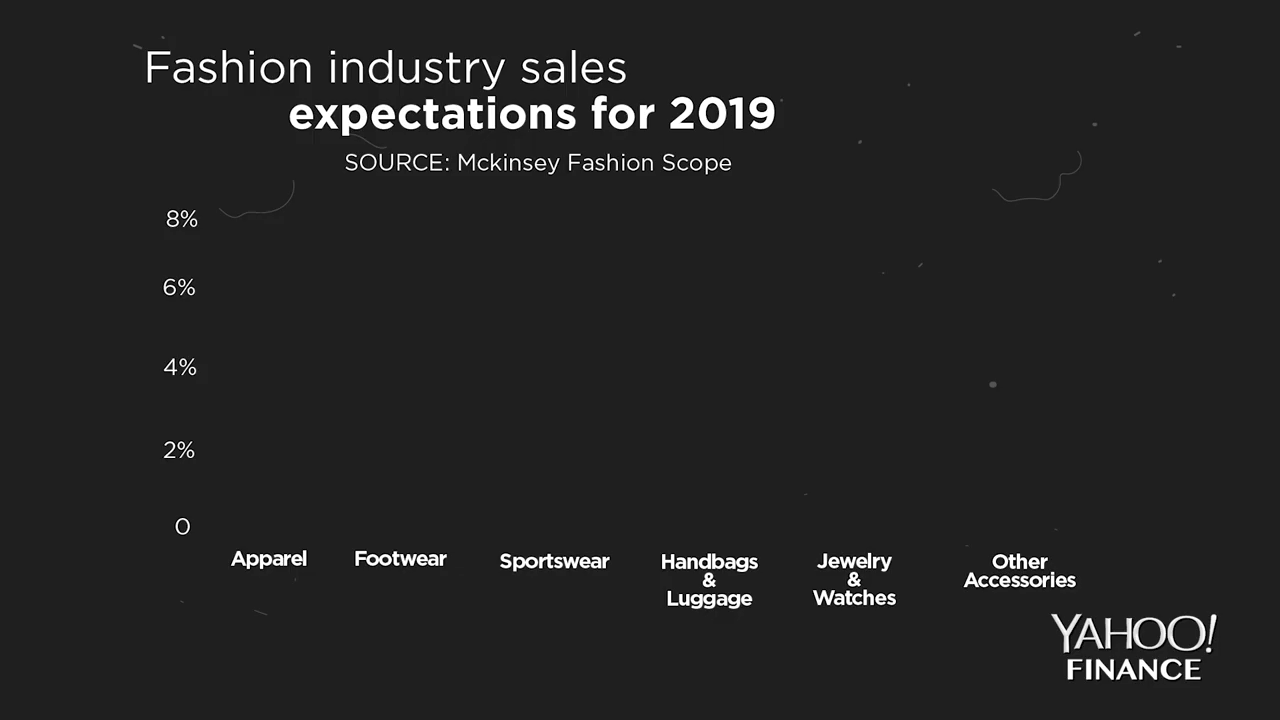 Fashion industry sales
expectations for 2019
SOURCE: Mckinsey Fashion Scope
8%
6%
4%
2%
0
Apparel
Footwear
Sportswear
Handbags
&
Luggage
Jewelry
&
Watches
Other
Accessories
YAHOO!
FINANCE